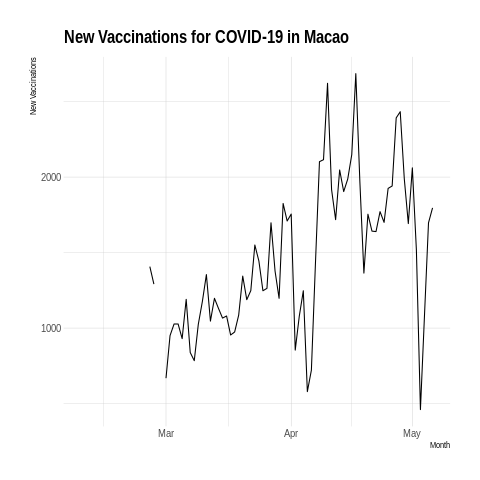 New Vaccinations for COVID-19 in Macao
New Vaccinations
2000
1000
Mar Apr May
Month